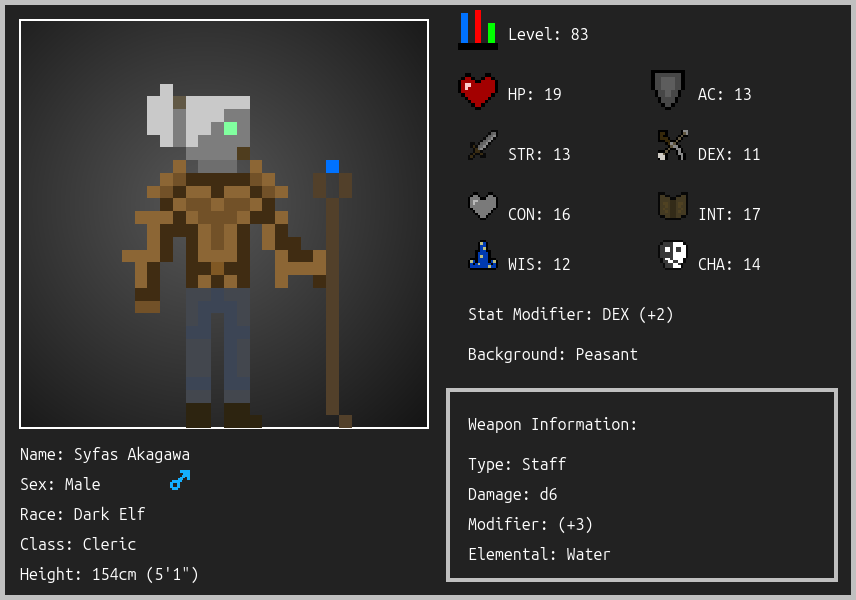 Level: 83
HP: 19
AC: 13
STR: 13
DEX: 11
CON: 16
INT: 17
WIS: 12
CHA: 14
Stat Modifier: DEX (+2)
Background: Peasant
Weapon Information:
Type: Staff
Damage: d6
Modifier: (+3)
Elemental: Water
Name: Syfas Akagawa
Sex: Male
Race: Dark Elf
Class: Cleric
Height: 154cm (5'1")